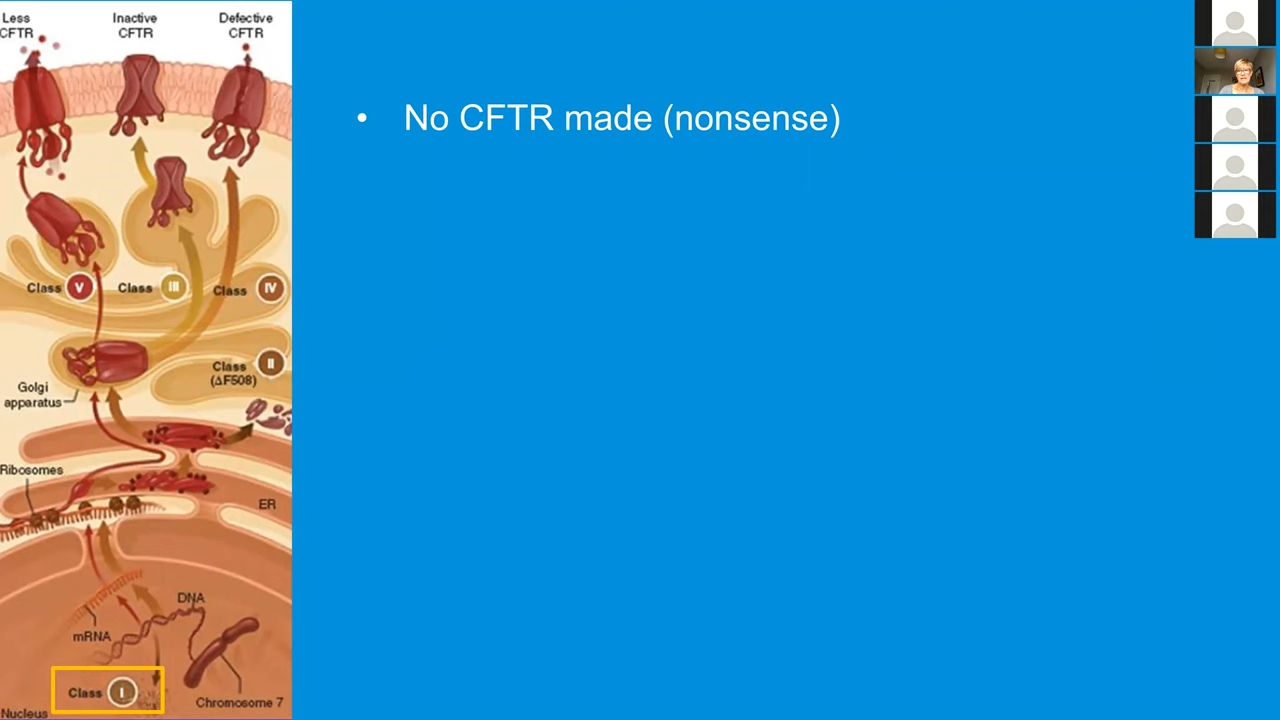 Less
CFTR
Inactive
CFTR
Defective
CFTR
• No CFTR made (nonsense)
Class V
Class III
Class IV
Class II
(ΔF508)
Golgi
apparatus
Ribosomes
ER
DNA
mRNA
Class I
Chromosome 7
Nucleus